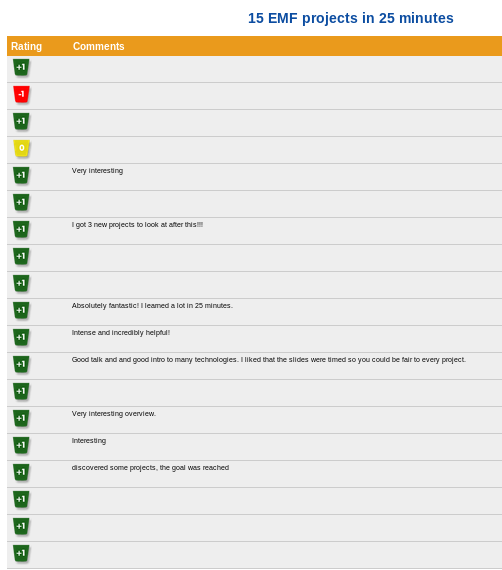 15 EMF projects in 25 minutes
Rating Comments
+1
-1
+1
0
+1 Very interesting
+1
+1 I got 3 new projects to look at after this!!!
+1
+1
+1 Absolutely fantastic! I learned a lot in 25 minutes.
+1 Intense and incredibly helpful!
+1 Good talk and and good intro to many technologies. I liked that the slides were timed so you could be fair to every project.
+1
+1 Very interesting overview.
+1 Interesting
+1 discovered some projects, the goal was reached
+1
+1
+1